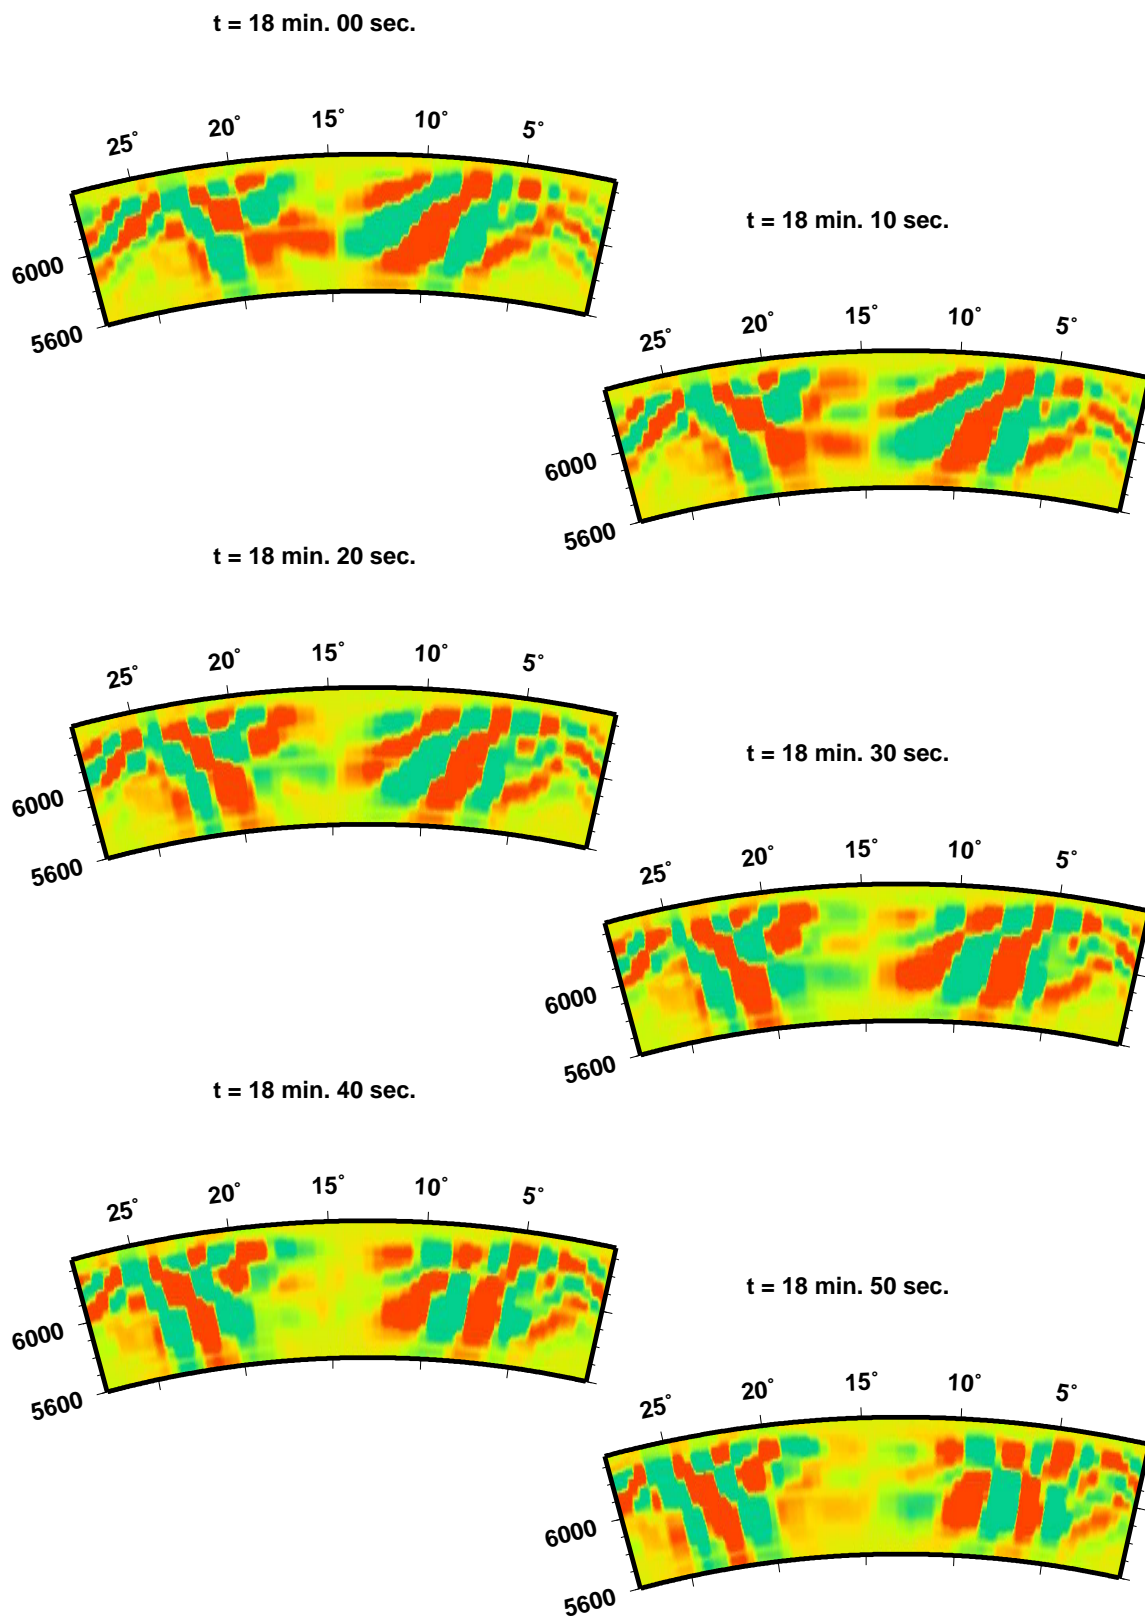 t = 18 min. 00 sec.
25° 20° 15° 10° 5°
6000
5600
t = 18 min. 10 sec.
25° 20° 15° 10° 5°
6000
5600
t = 18 min. 20 sec.
25° 20° 15° 10° 5°
6000
5600
t = 18 min. 30 sec.
25° 20° 15° 10° 5°
6000
5600
t = 18 min. 40 sec.
25° 20° 15° 10° 5°
6000
5600
t = 18 min. 50 sec.
25° 20° 15° 10° 5°
6000
5600